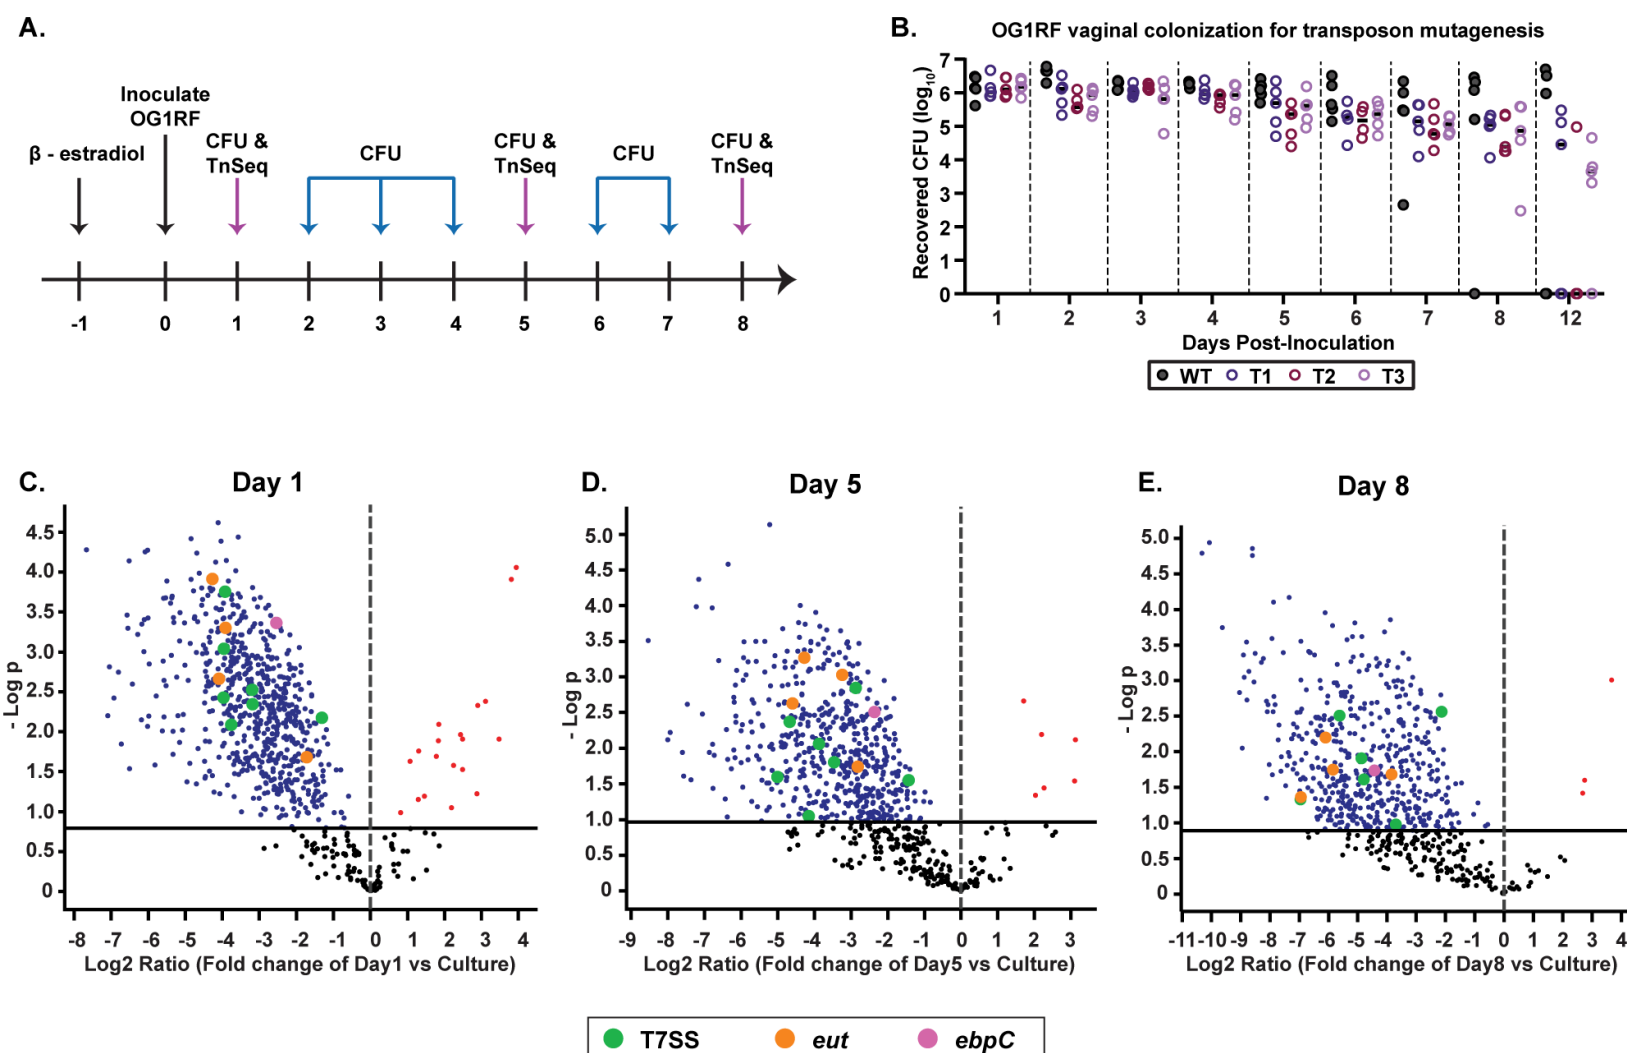 A.
Inoculate
OG1RF
β - estradiol
CFU &
TnSeq
CFU
CFU &
TnSeq
CFU
CFU &
TnSeq
-1 0 1 2 3 4 5 6 7 8
B.
OG1RF vaginal colonization for transposon mutagenesis
Recovered CFU (log10)
7
6
5
4
3
2
1
0
1 2 3 4 5 6 7 8 12
Days Post-Inoculation
WT T1 T2 T3
C.
Day 1
- Log p
4.5
4.0
3.5
3.0
2.5
2.0
1.5
1.0
0.5
0
-8 -7 -6 -5 -4 -3 -2 -1 0 1 2 3 4
Log2 Ratio (Fold change of Day1 vs Culture)
D.
Day 5
- Log p
5.0
4.5
4.0
3.5
3.0
2.5
2.0
1.5
1.0
0.5
0
-9 -8 -7 -6 -5 -4 -3 -2 -1 0 1 2 3
Log2 Ratio (Fold change of Day5 vs Culture)
E.
Day 8
- Log p
5.0
4.5
4.0
3.5
3.0
2.5
2.0
1.5
1.0
0.5
0
-11 -10 -9 -8 -7 -6 -5 -4 -3 -2 -1 0 1 2 3 4
Log2 Ratio (Fold change of Day8 vs Culture)
T7SS eut ebpC